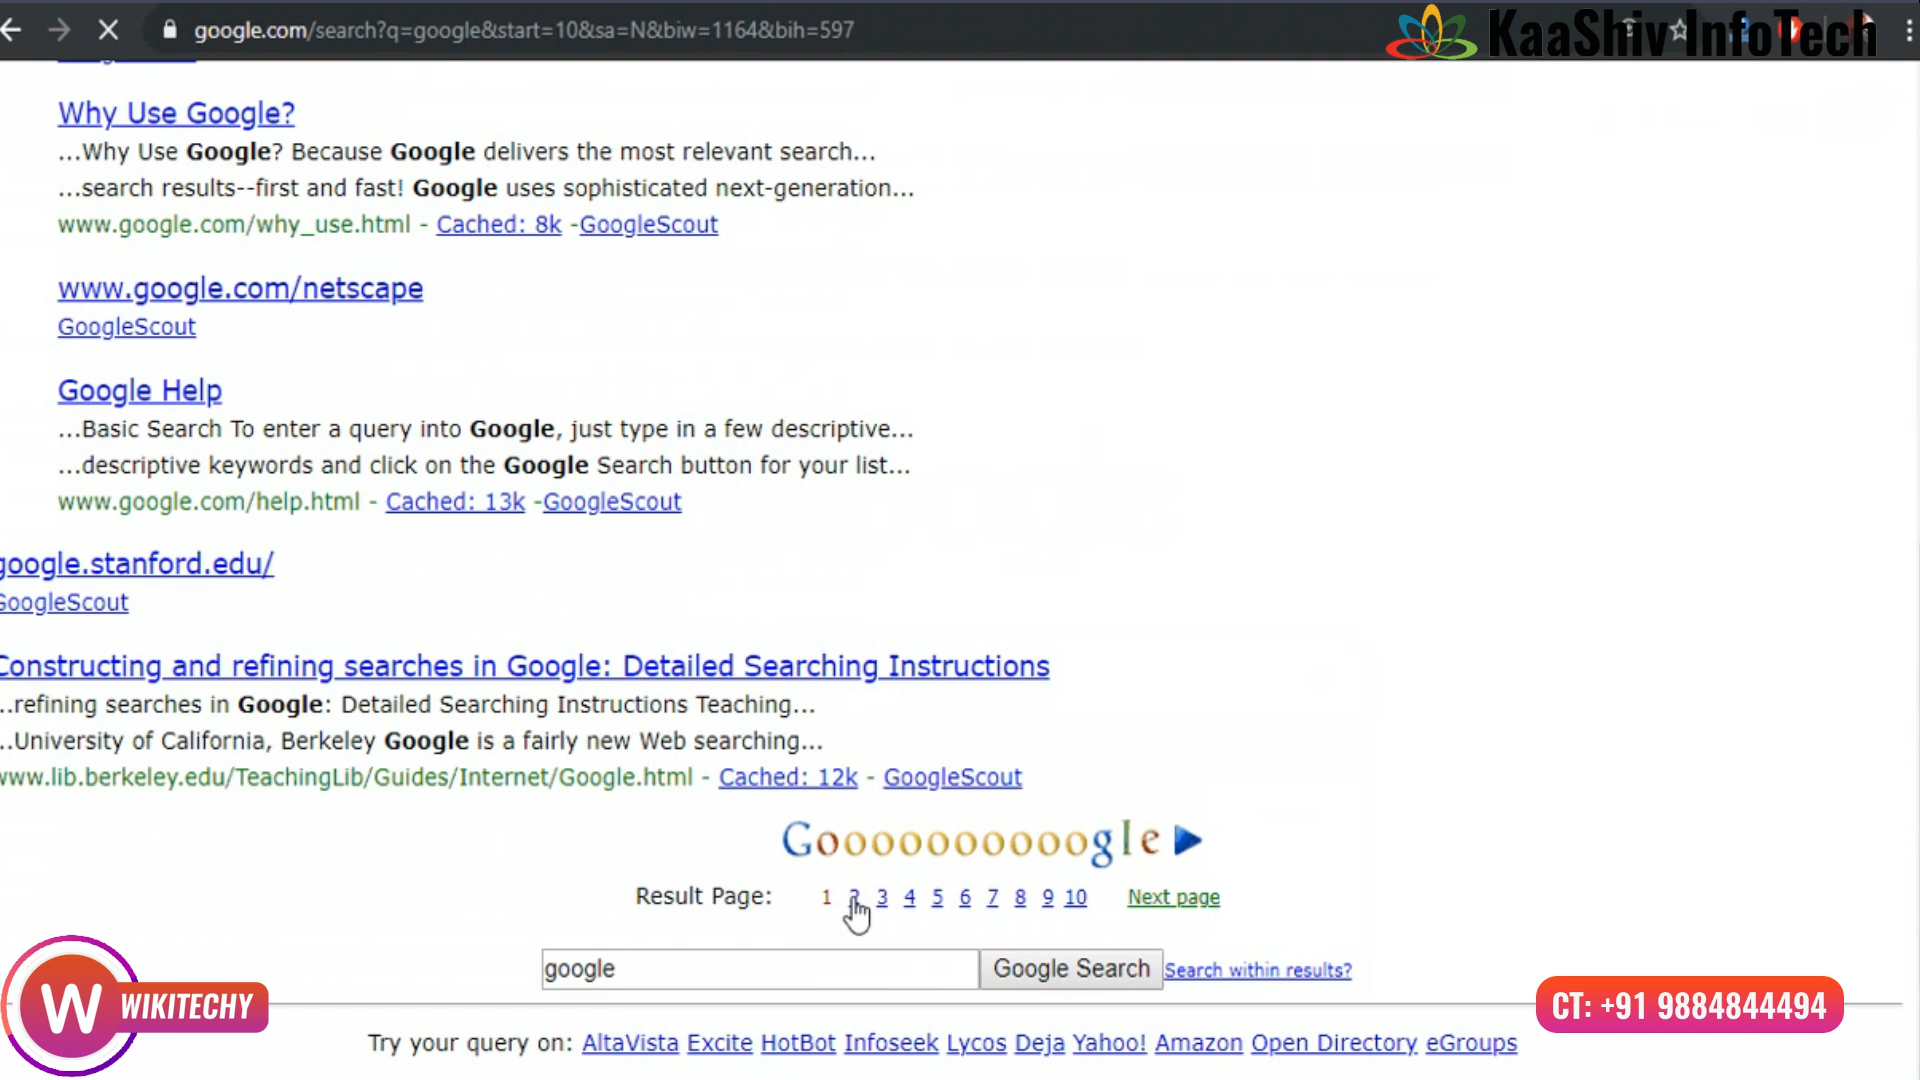 google.com/search?q=google&start=10&sa=N&biw=1164&bih=597
KaaShiv InfoTech
Why Use Google?
...Why Use Google? Because Google delivers the most relevant search...
...search results--first and fast! Google uses sophisticated next-generation...
www.google.com/why_use.html - Cached: 8k -GoogleScout
www.google.com/netscape
GoogleScout
Google Help
...Basic Search To enter a query into Google, just type in a few descriptive...
...descriptive keywords and click on the Google Search button for your list...
www.google.com/help.html - Cached: 13k -GoogleScout
google.stanford.edu/
GoogleScout
Constructing and refining searches in Google: Detailed Searching Instructions
..refining searches in Google: Detailed Searching Instructions Teaching...
..University of California, Berkeley Google is a fairly new Web searching...
www.lib.berkeley.edu/TeachingLib/Guides/Internet/Google.html - Cached: 12k - GoogleScout
Goooooooooogle
Result Page: 1 2 3 4 5 6 7 8 9 10 Next page
google Google Search Search within results?
W WIKITECHY
CT: +91 9884844494
Try your query on: AltaVista Excite HotBot Infoseek Lycos Deja Yahoo! Amazon Open Directory eGroups